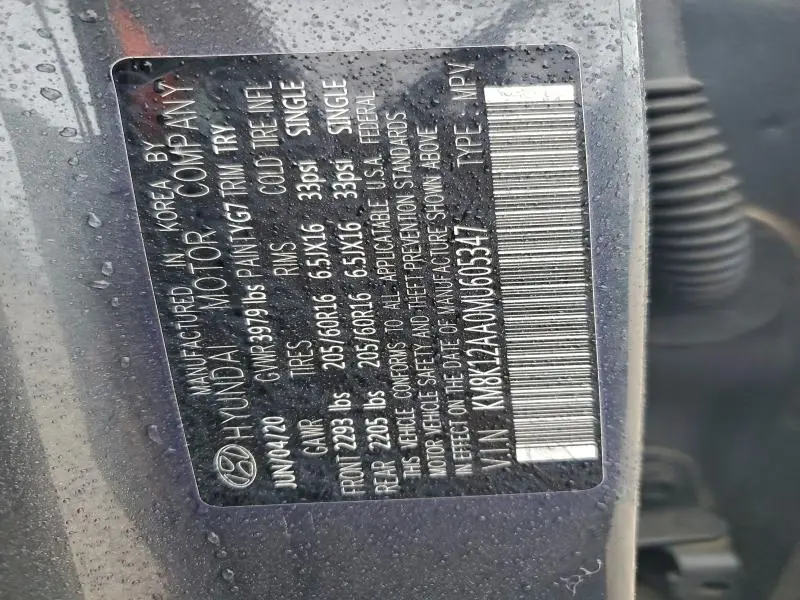 MANUFACTURED IN KOREA BY
HYUNDAI MOTOR COMPANY
JUN/04/20 GVWR 3979 lbs PAINT YG7 TRIM TRY
GAWR TIRES RIMS COLD TIRE INFL
FRONT 2293 lbs 205/60R16 6.5JX16 33psi SINGLE
REAR 2205 lbs 205/60R16 6.5JX16 33psi SINGLE
THIS VEHICLE CONFORMS TO ALL APPLICABLE U.S.A. FEDERAL
MOTOR VEHICLE SAFETY AND THEFT PREVENTION STANDARDS
IN EFFECT ON THE DATE OF MANUFACTURE SHOWN ABOVE
V.I.N: KM8K12AA0MU605347 TYPE: MPV